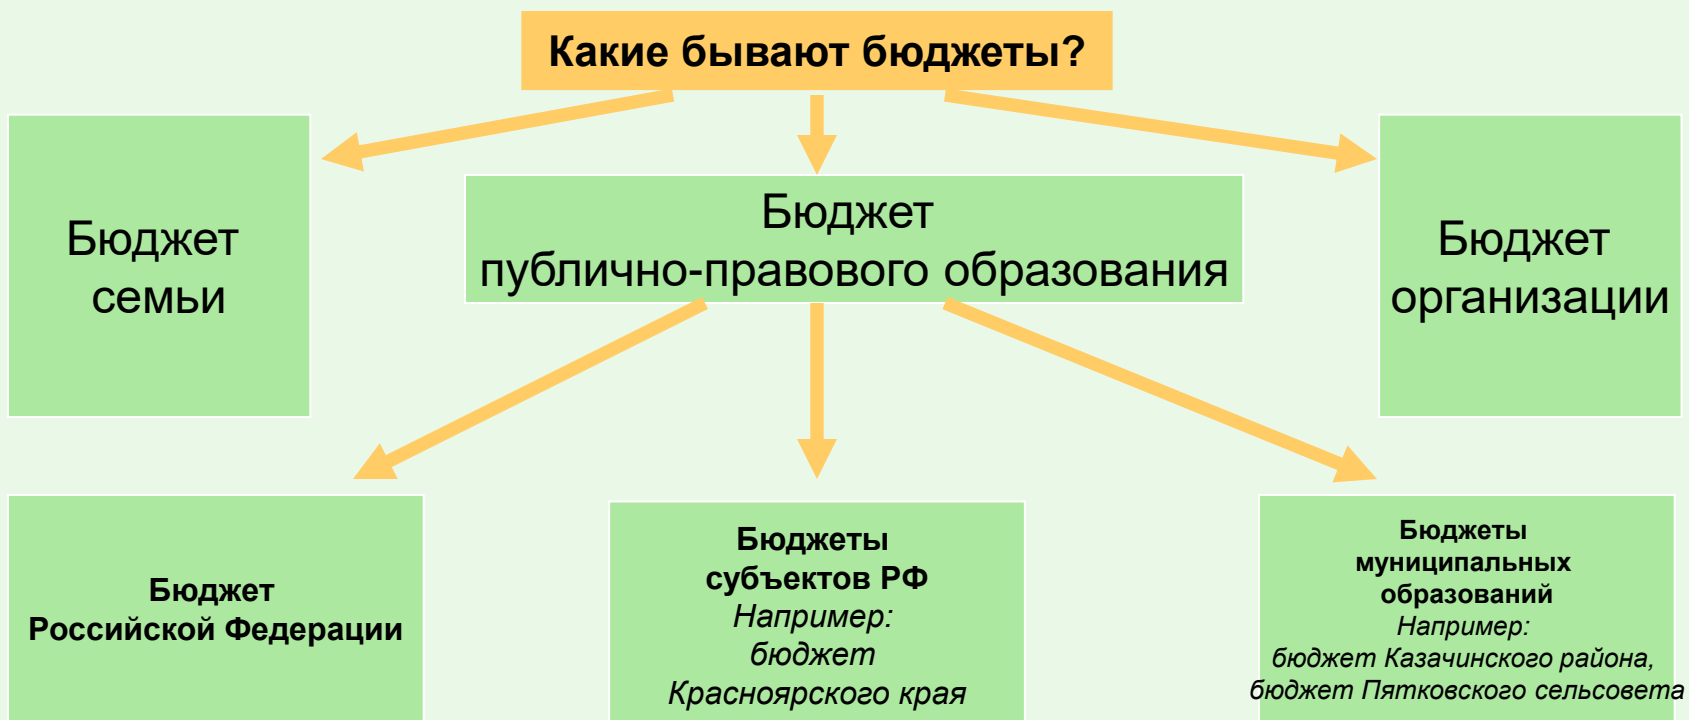 Какие бывают бюджеты?
Бюджет
семьи
Бюджет
публично-правового образования
Бюджет
организации
Бюджет
Российской Федерации
Бюджеты
субъектов РФ
Например:
бюджет
Красноярского края
Бюджеты
муниципальных
образований
Например:
бюджет Казачинского района,
бюджет Пятковского сельсовета